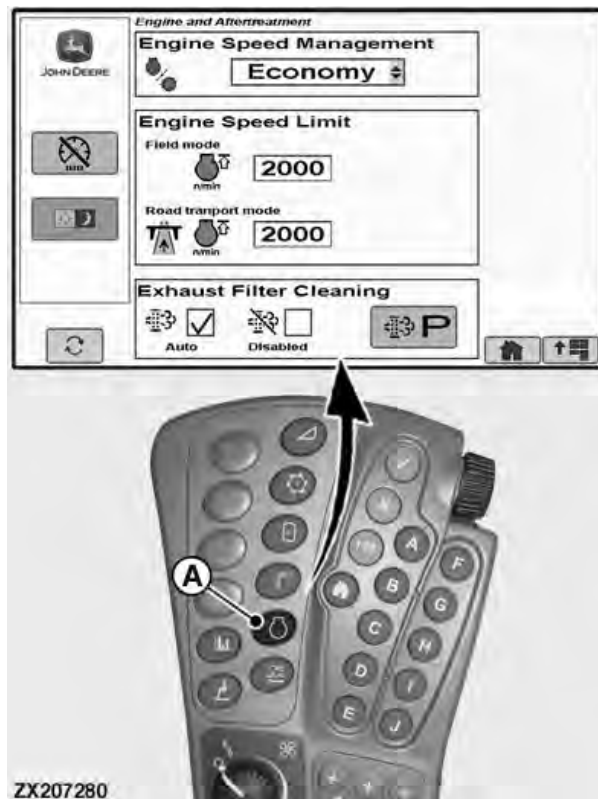 Engine and Aftertreatment
JOHN DEERE
Engine Speed Management
Economy
Engine Speed Limit
Field mode
n/min
2000
Road tranport mode
n/min
2000
Exhaust Filter Cleaning
Auto
Disabled
P
A
A
B
C
D
E
F
G
H
I
J
ZX207280